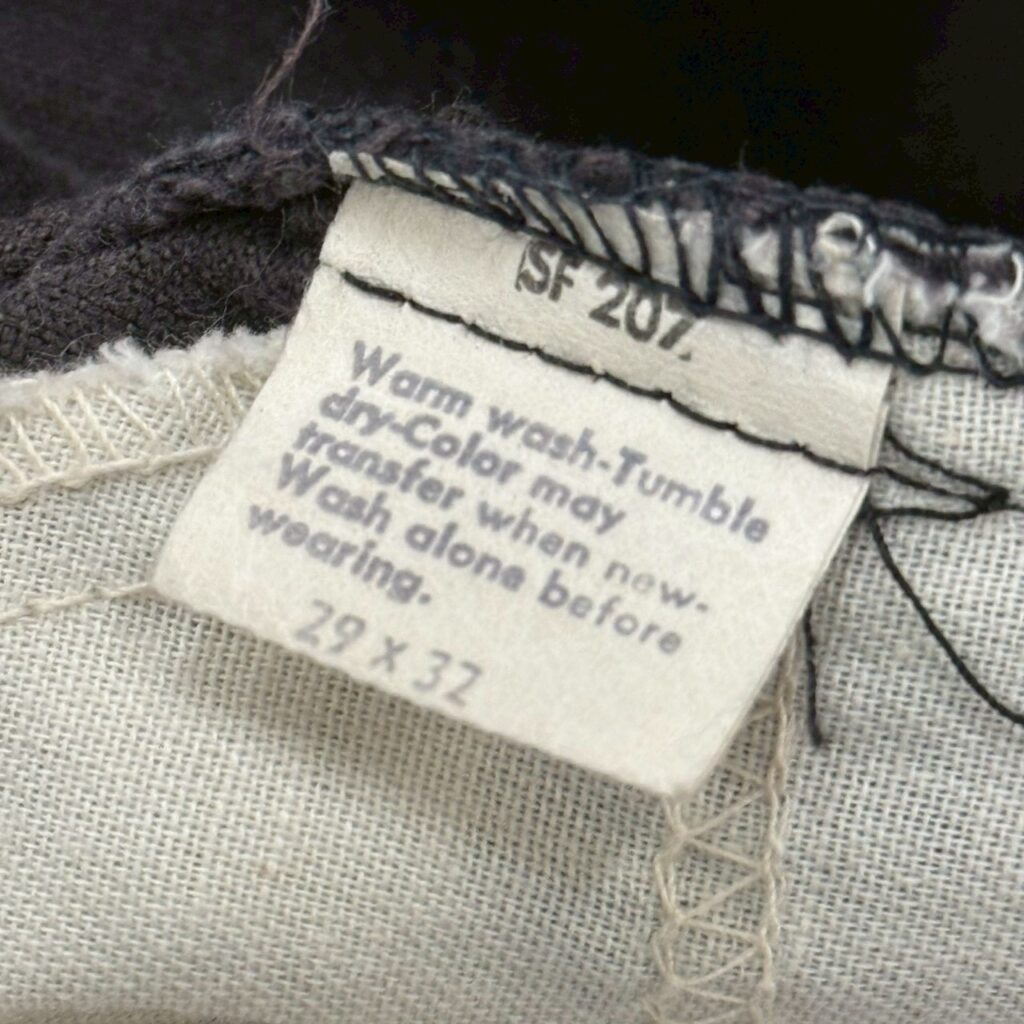 SF 207
Warm wash-Tumble
dry-Color may
transfer when new-
Wash alone before
wearing.
29 x 32